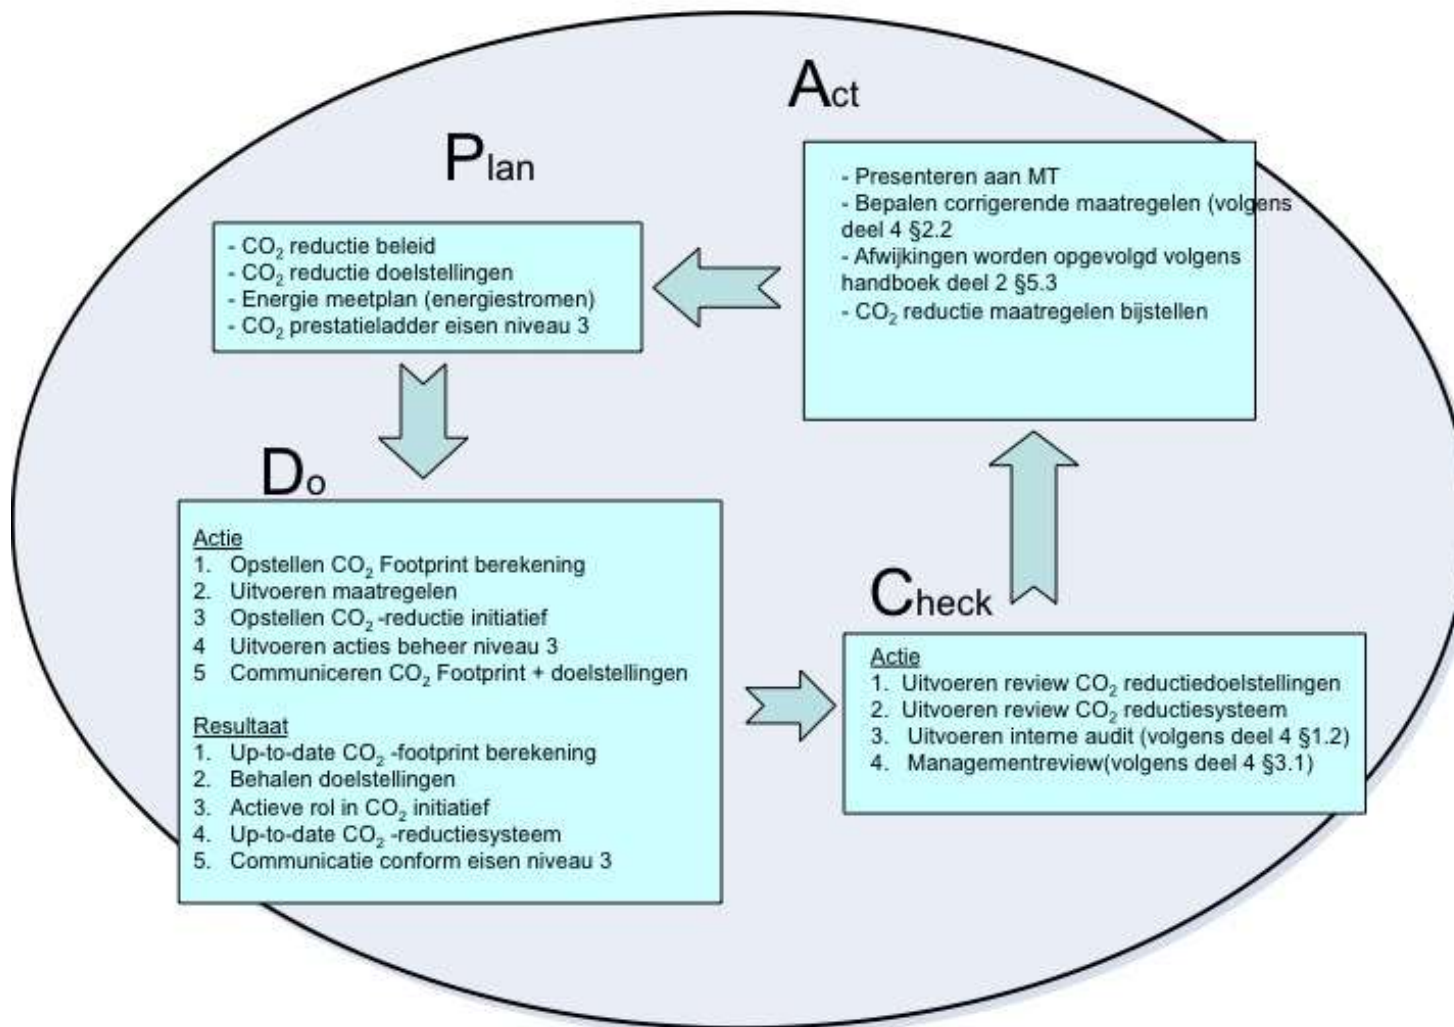 Plan
- CO₂ reductie beleid
- CO₂ reductie doelstellingen
- Energie meetplan (energiestromen)
- CO₂ prestatieladder eisen niveau 3
Do
Actie
1. Opstellen CO₂ Footprint berekening
2. Uitvoeren maatregelen
3 Opstellen CO₂ -reductie initiatief
4 Uitvoeren acties beheer niveau 3
5 Communiceren CO₂ Footprint + doelstellingen
Resultaat
1. Up-to-date CO₂ -footprint berekening
2. Behalen doelstellingen
3. Actieve rol in CO₂ initiatief
4. Up-to-date CO₂ -reductiesysteem
5. Communicatie conform eisen niveau 3
Check
Actie
1. Uitvoeren review CO₂ reductiedoelstellingen
2. Uitvoeren review CO₂ reductiesysteem
3. Uitvoeren interne audit (volgens deel 4 §1.2)
4. Managementreview(volgens deel 4 §3.1)
Act
- Presenteren aan MT
- Bepalen corrigerende maatregelen (volgens
deel 4 §2.2
- Afwijkingen worden opgevolgd volgens
handboek deel 2 §5.3
- CO₂ reductie maatregelen bijstellen